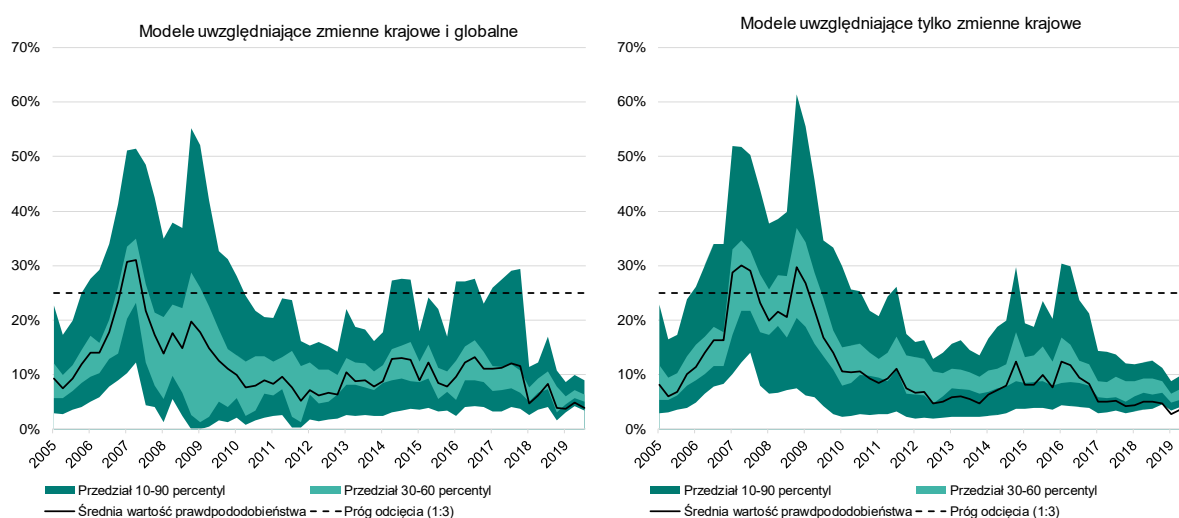 Modele uwzględniające zmienne krajowe i globalne
70%
60%
50%
40%
30%
20%
10%
0%
2005 2006 2007 2008 2009 2010 2011 2012 2013 2014 2015 2016 2017 2018 2019
Przedział 10-90 percentyl Przedział 30-60 percentyl
Średnia wartość prawdpododobieństwa Próg odcięcia (1:3)
Modele uwzględniające tylko zmienne krajowe
70%
60%
50%
40%
30%
20%
10%
0%
2005 2006 2007 2008 2009 2010 2011 2012 2013 2014 2015 2016 2017 2018 2019
Przedział 10-90 percentyl Przedział 30-60 percentyl
Średnia wartość prawdpododobieństwa Próg odcięcia (1:3)